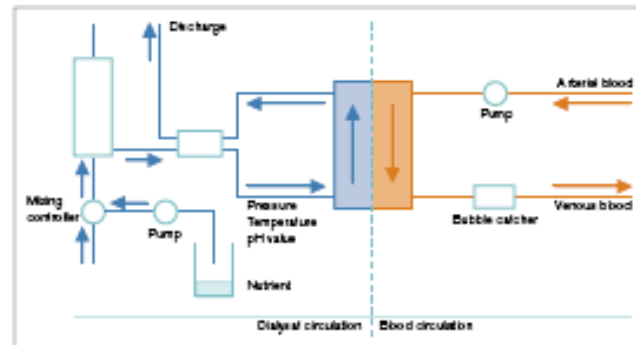 Discharge
Arterial blood
Pump
Mixing
controller
Pump
Pressure
Temperature
pH value
Bubble catcher
Venous blood
Nutrient
Dialysat circulation
Blood circulation